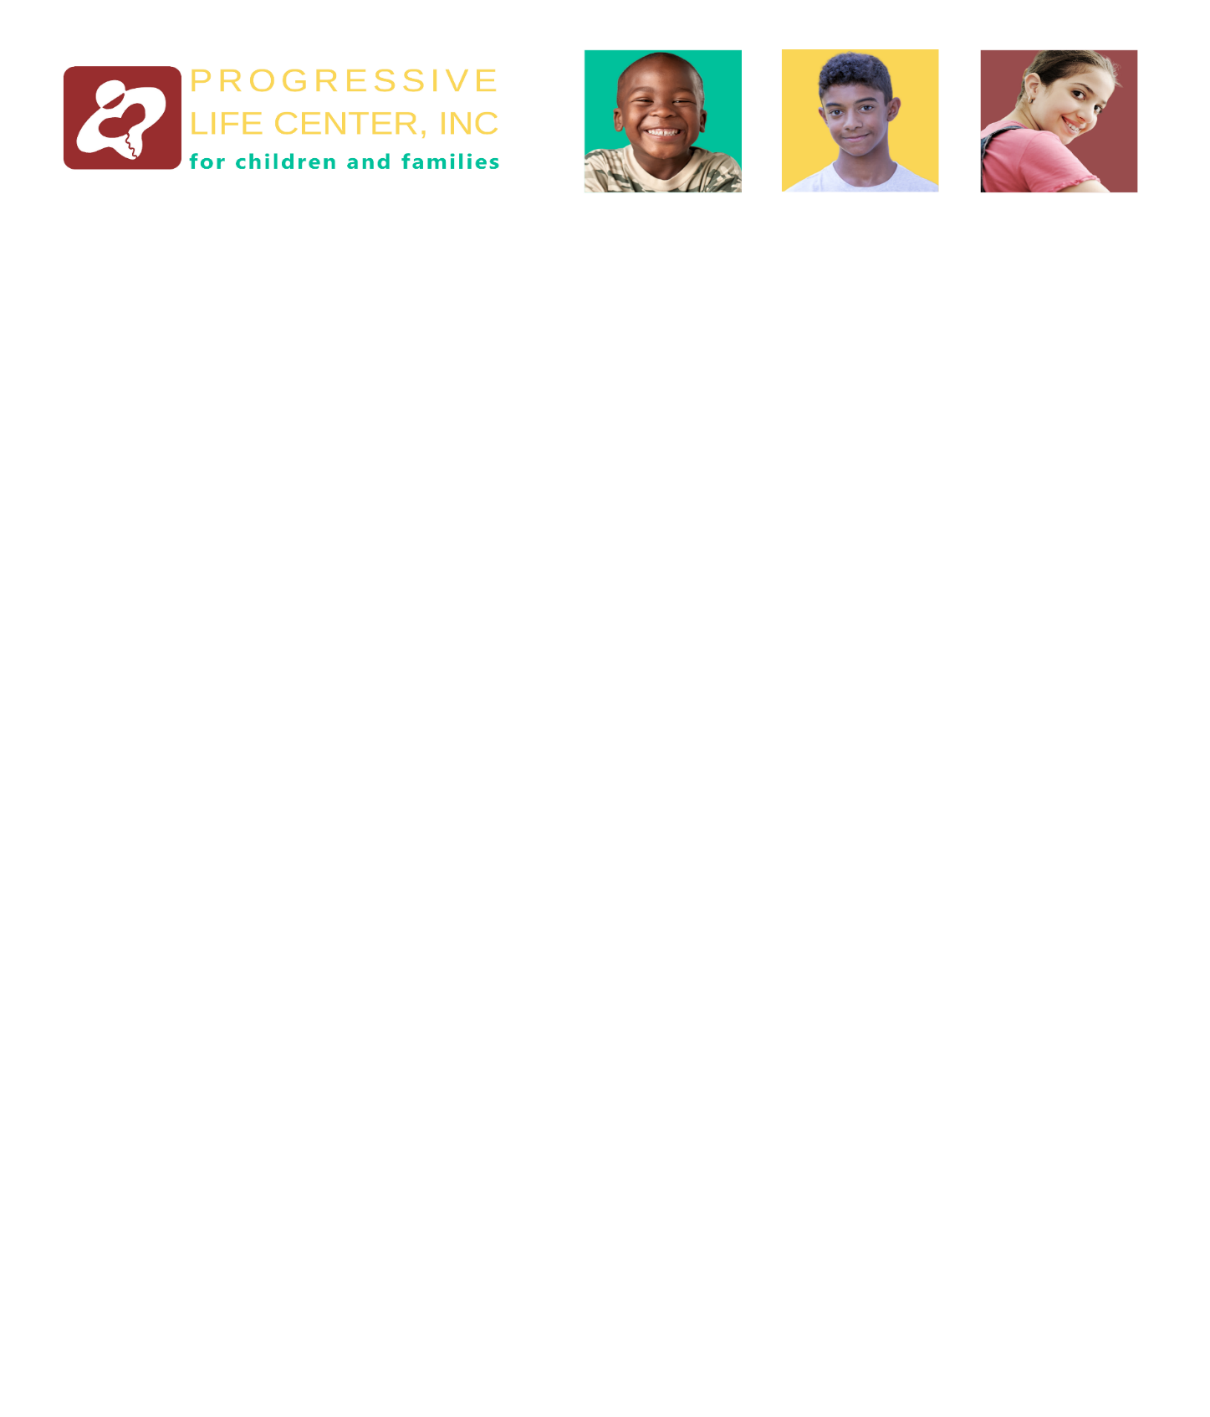 PROGRESSIVE
LIFE CENTER, INC
for children and families